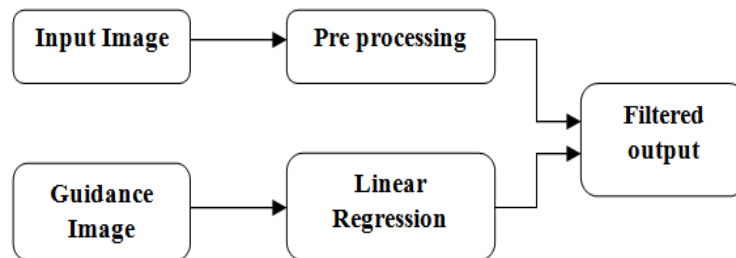 Input Image
Pre processing
Filtered
output
Guidance
Image
Linear
Regression